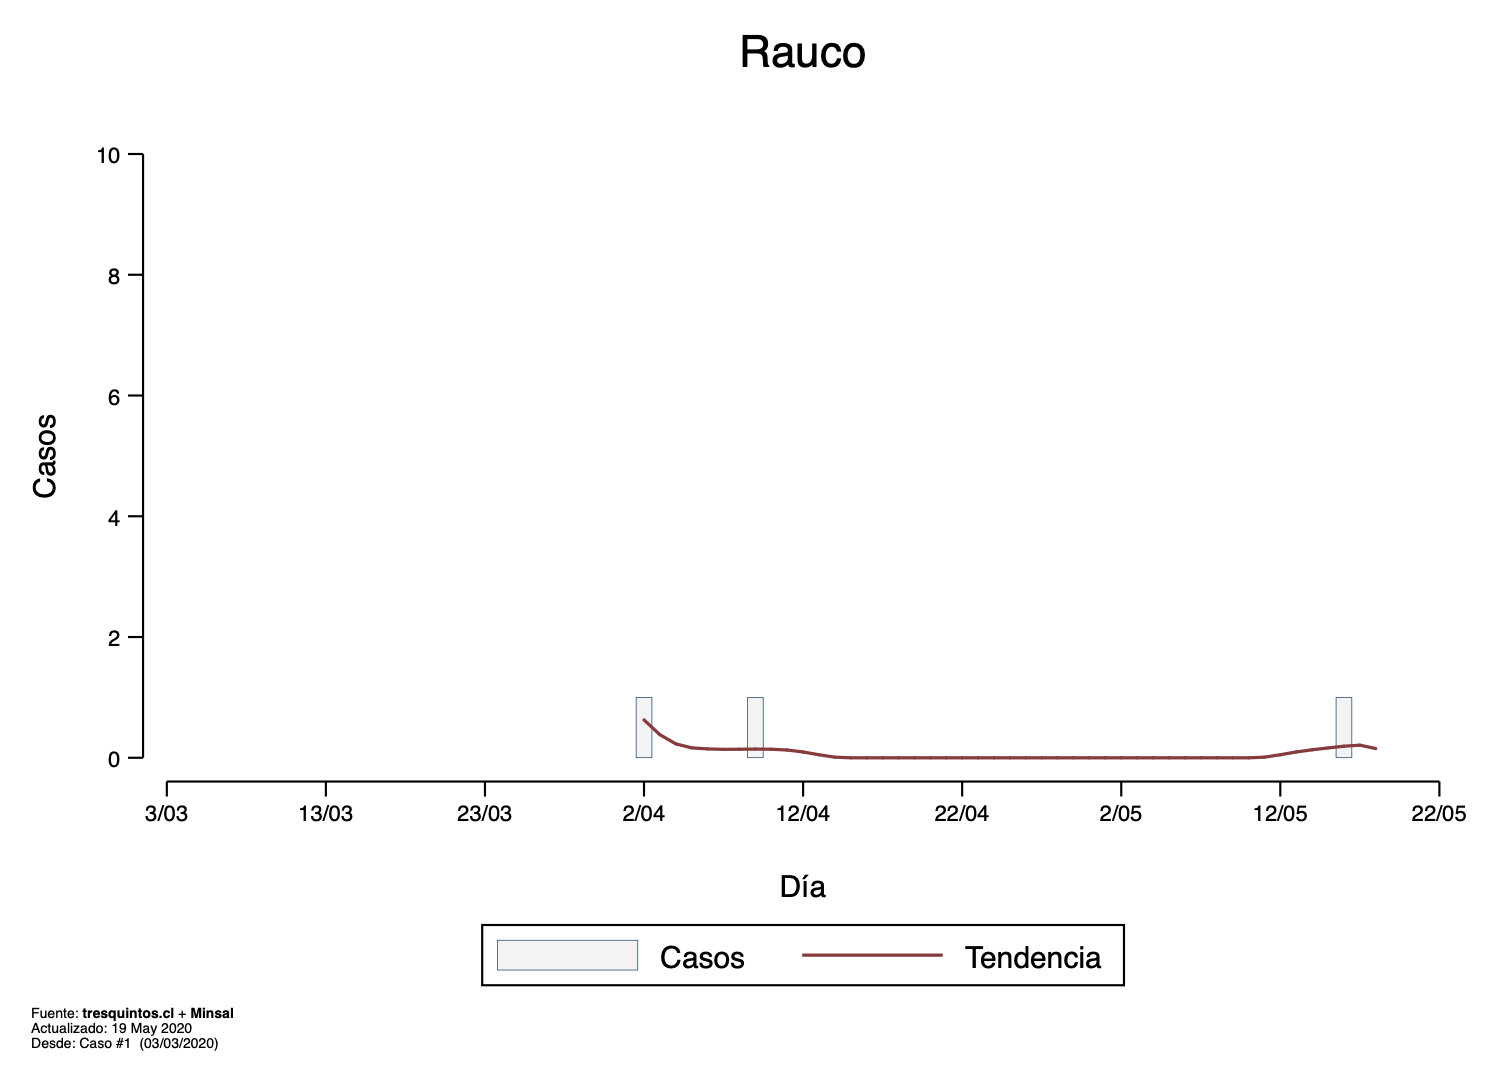 Rauco
10
8
6
4
2
0
Casos
3/03 13/03 23/03 2/04 12/04 22/04 2/05 12/05 22/05
Día
Casos Tendencia
Fuente: tresquintos.cl + Minsal
Actualizado: 19 May 2020
Desde: Caso #1 (03/03/2020)